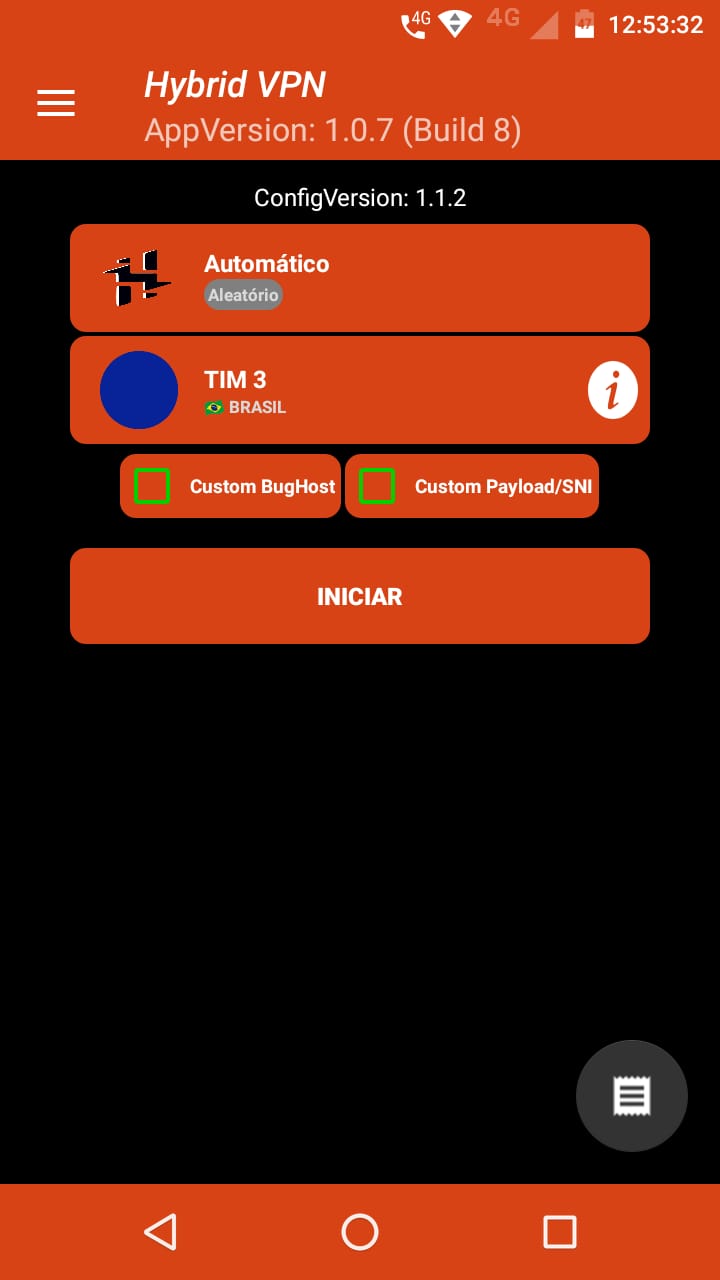 4G 4G 47 12:53:32
Hybrid VPN
AppVersion: 1.0.7 (Build 8)
ConfigVersion: 1.1.2
Automático
Aleatório
TIM 3
🇧🇷 BRASIL
i
Custom BugHost Custom Payload/SNI
INICIAR